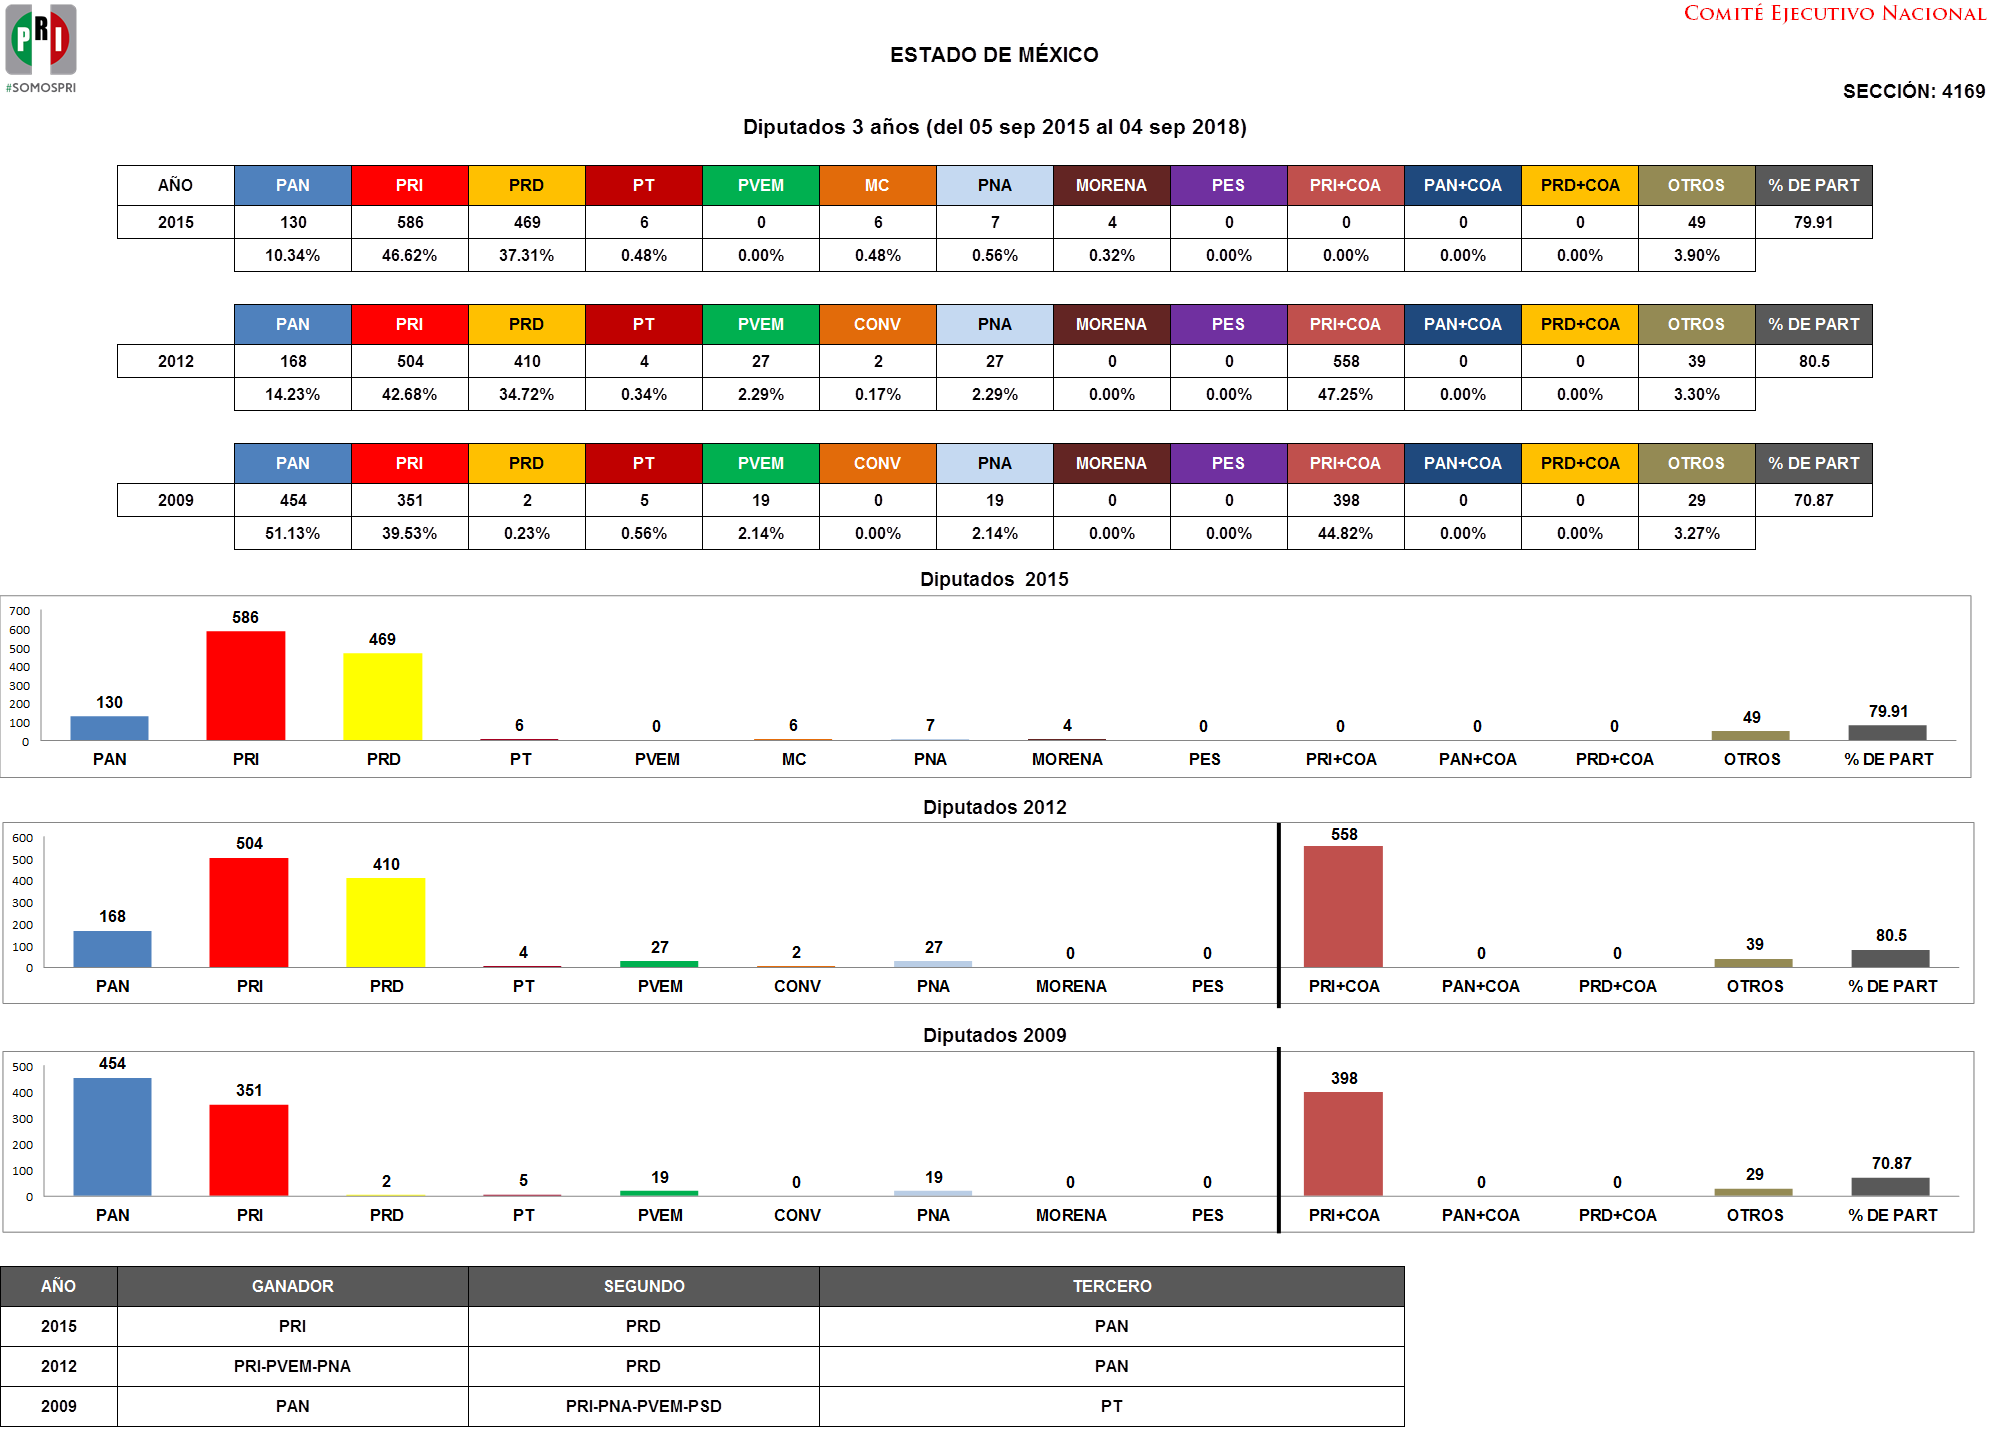 PRI
#SOMOSPRI
COMITÉ EJECUTIVO NACIONAL
ESTADO DE MÉXICO
SECCIÓN: 4169
Diputados 3 años (del 05 sep 2015 al 04 sep 2018)
AÑO PAN PRI PRD PT PVEM MC PNA MORENA PES PRI+COA PAN+COA PRD+COA OTROS % DE PART
2015 130 586 469 6 0 6 7 4 0 0 0 0 49 79.91
10.34% 46.62% 37.31% 0.48% 0.00% 0.48% 0.56% 0.32% 0.00% 0.00% 0.00% 0.00% 3.90%
PAN PRI PRD PT PVEM CONV PNA MORENA PES PRI+COA PAN+COA PRD+COA OTROS % DE PART
2012 168 504 410 4 27 2 27 0 0 558 0 0 39 80.5
14.23% 42.68% 34.72% 0.34% 2.29% 0.17% 2.29% 0.00% 0.00% 47.25% 0.00% 0.00% 3.30%
PAN PRI PRD PT PVEM CONV PNA MORENA PES PRI+COA PAN+COA PRD+COA OTROS % DE PART
2009 454 351 2 5 19 0 19 0 0 398 0 0 29 70.87
51.13% 39.53% 0.23% 0.56% 2.14% 0.00% 2.14% 0.00% 0.00% 44.82% 0.00% 0.00% 3.27%
Diputados 2015
700
600
500
400
300
200
100
0
130 586 469 6 0 6 7 4 0 0 0 0 49 79.91
PAN PRI PRD PT PVEM MC PNA MORENA PES PRI+COA PAN+COA PRD+COA OTROS % DE PART
Diputados 2012
600
500
400
300
200
100
0
168 504 410 4 27 2 27 0 0 558 0 0 39 80.5
PAN PRI PRD PT PVEM CONV PNA MORENA PES PRI+COA PAN+COA PRD+COA OTROS % DE PART
Diputados 2009
500
400
300
200
100
0
454 351 2 5 19 0 19 0 0 398 0 0 29 70.87
PAN PRI PRD PT PVEM CONV PNA MORENA PES PRI+COA PAN+COA PRD+COA OTROS % DE PART
AÑO GANADOR SEGUNDO TERCERO
2015 PRI PRD PAN
2012 PRI-PVEM-PNA PRD PAN
2009 PAN PRI-PNA-PVEM-PSD PT